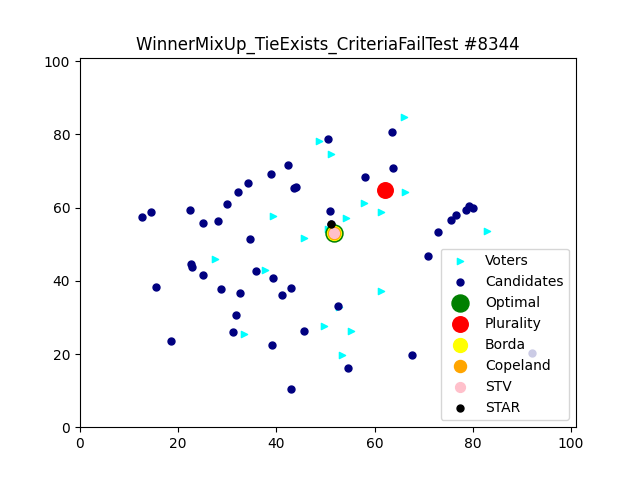 WinnerMixUp_TieExists_CriteriaFailTest #8344
100
80
60
40
20
0
0
20
40
60
80
100
Voters
Candidates
Optimal
Plurality
Borda
Copeland
STV
STAR